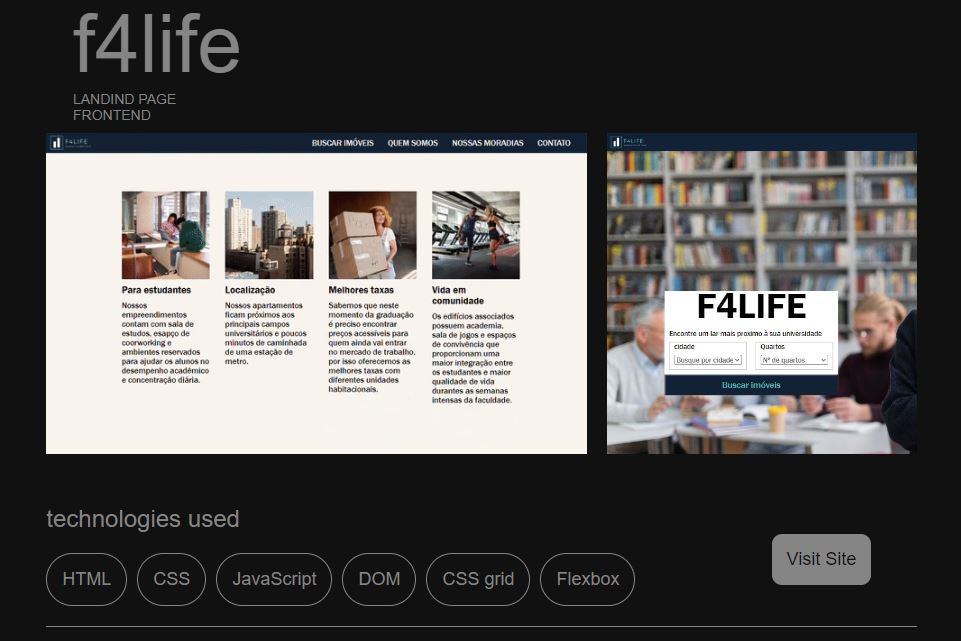 f4life
LANDIND PAGE
FRONTEND
F4LIFE
BUSCAR IMÓVEIS QUEM SOMOS NOSSAS MORADIAS CONTATO
Para estudantes
Nossos
empreendimentos
contam com sala de
estudos, esapço de
coorworking e
ambientes reservados
para ajudar os alunos no
desempenho acadêmico
e concentração diária.
Localização
Nossos apartamentos
ficam próximos aos
principais campos
universitários e poucos
minutos de caminhada
de uma estação de
metro.
Melhores taxas
Sabemos que neste
momento da graduação
é preciso encontrar
preços acessíveis para
quem ainda vai entrar
no mercado de trabalho,
por isso oferecemos as
melhores taxas com
diferentes unidades
habitacionais.
Vida em
comunidade
Os edifícios associados
possuem academia,
sala de jogos e espaços
de convivência que
proporcionam uma
maior integração entre
os estudantes e maior
qualidade de vida
durantes as semanas
intensas da faculdade.
F4LIFE
F4LIFE
Encontre um lar mais proximo à sua universidade
cidade Quartos
Busque por cidade Nº de quartos
Buscar imóveis
technologies used
HTML CSS JavaScript DOM CSS grid Flexbox
Visit Site